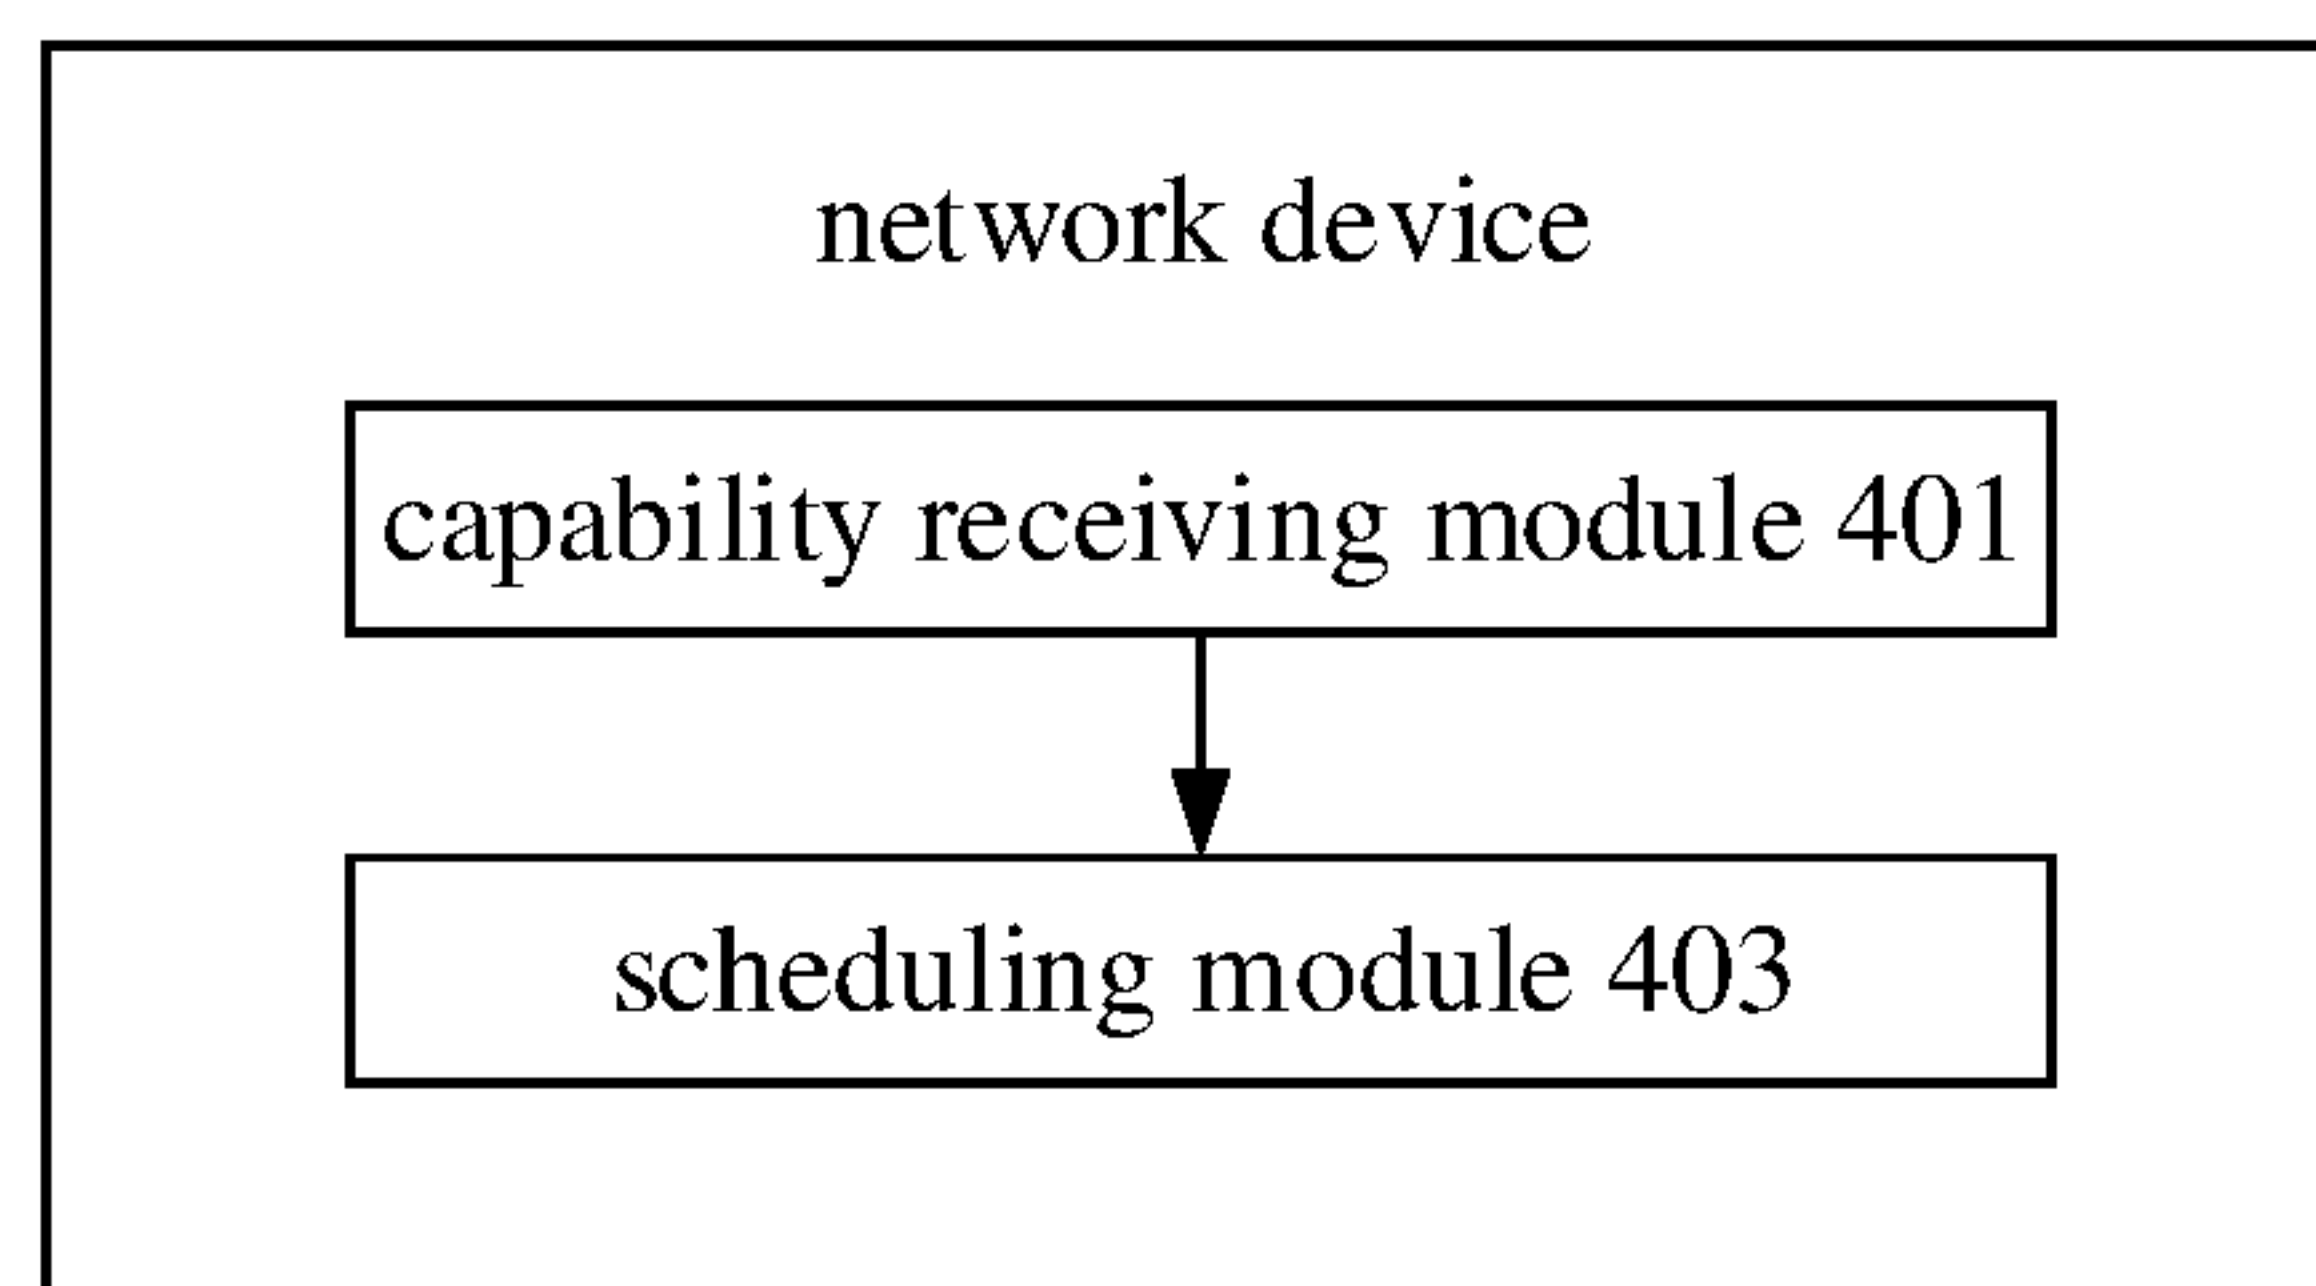 network device
capability receiving module 401
scheduling module 403